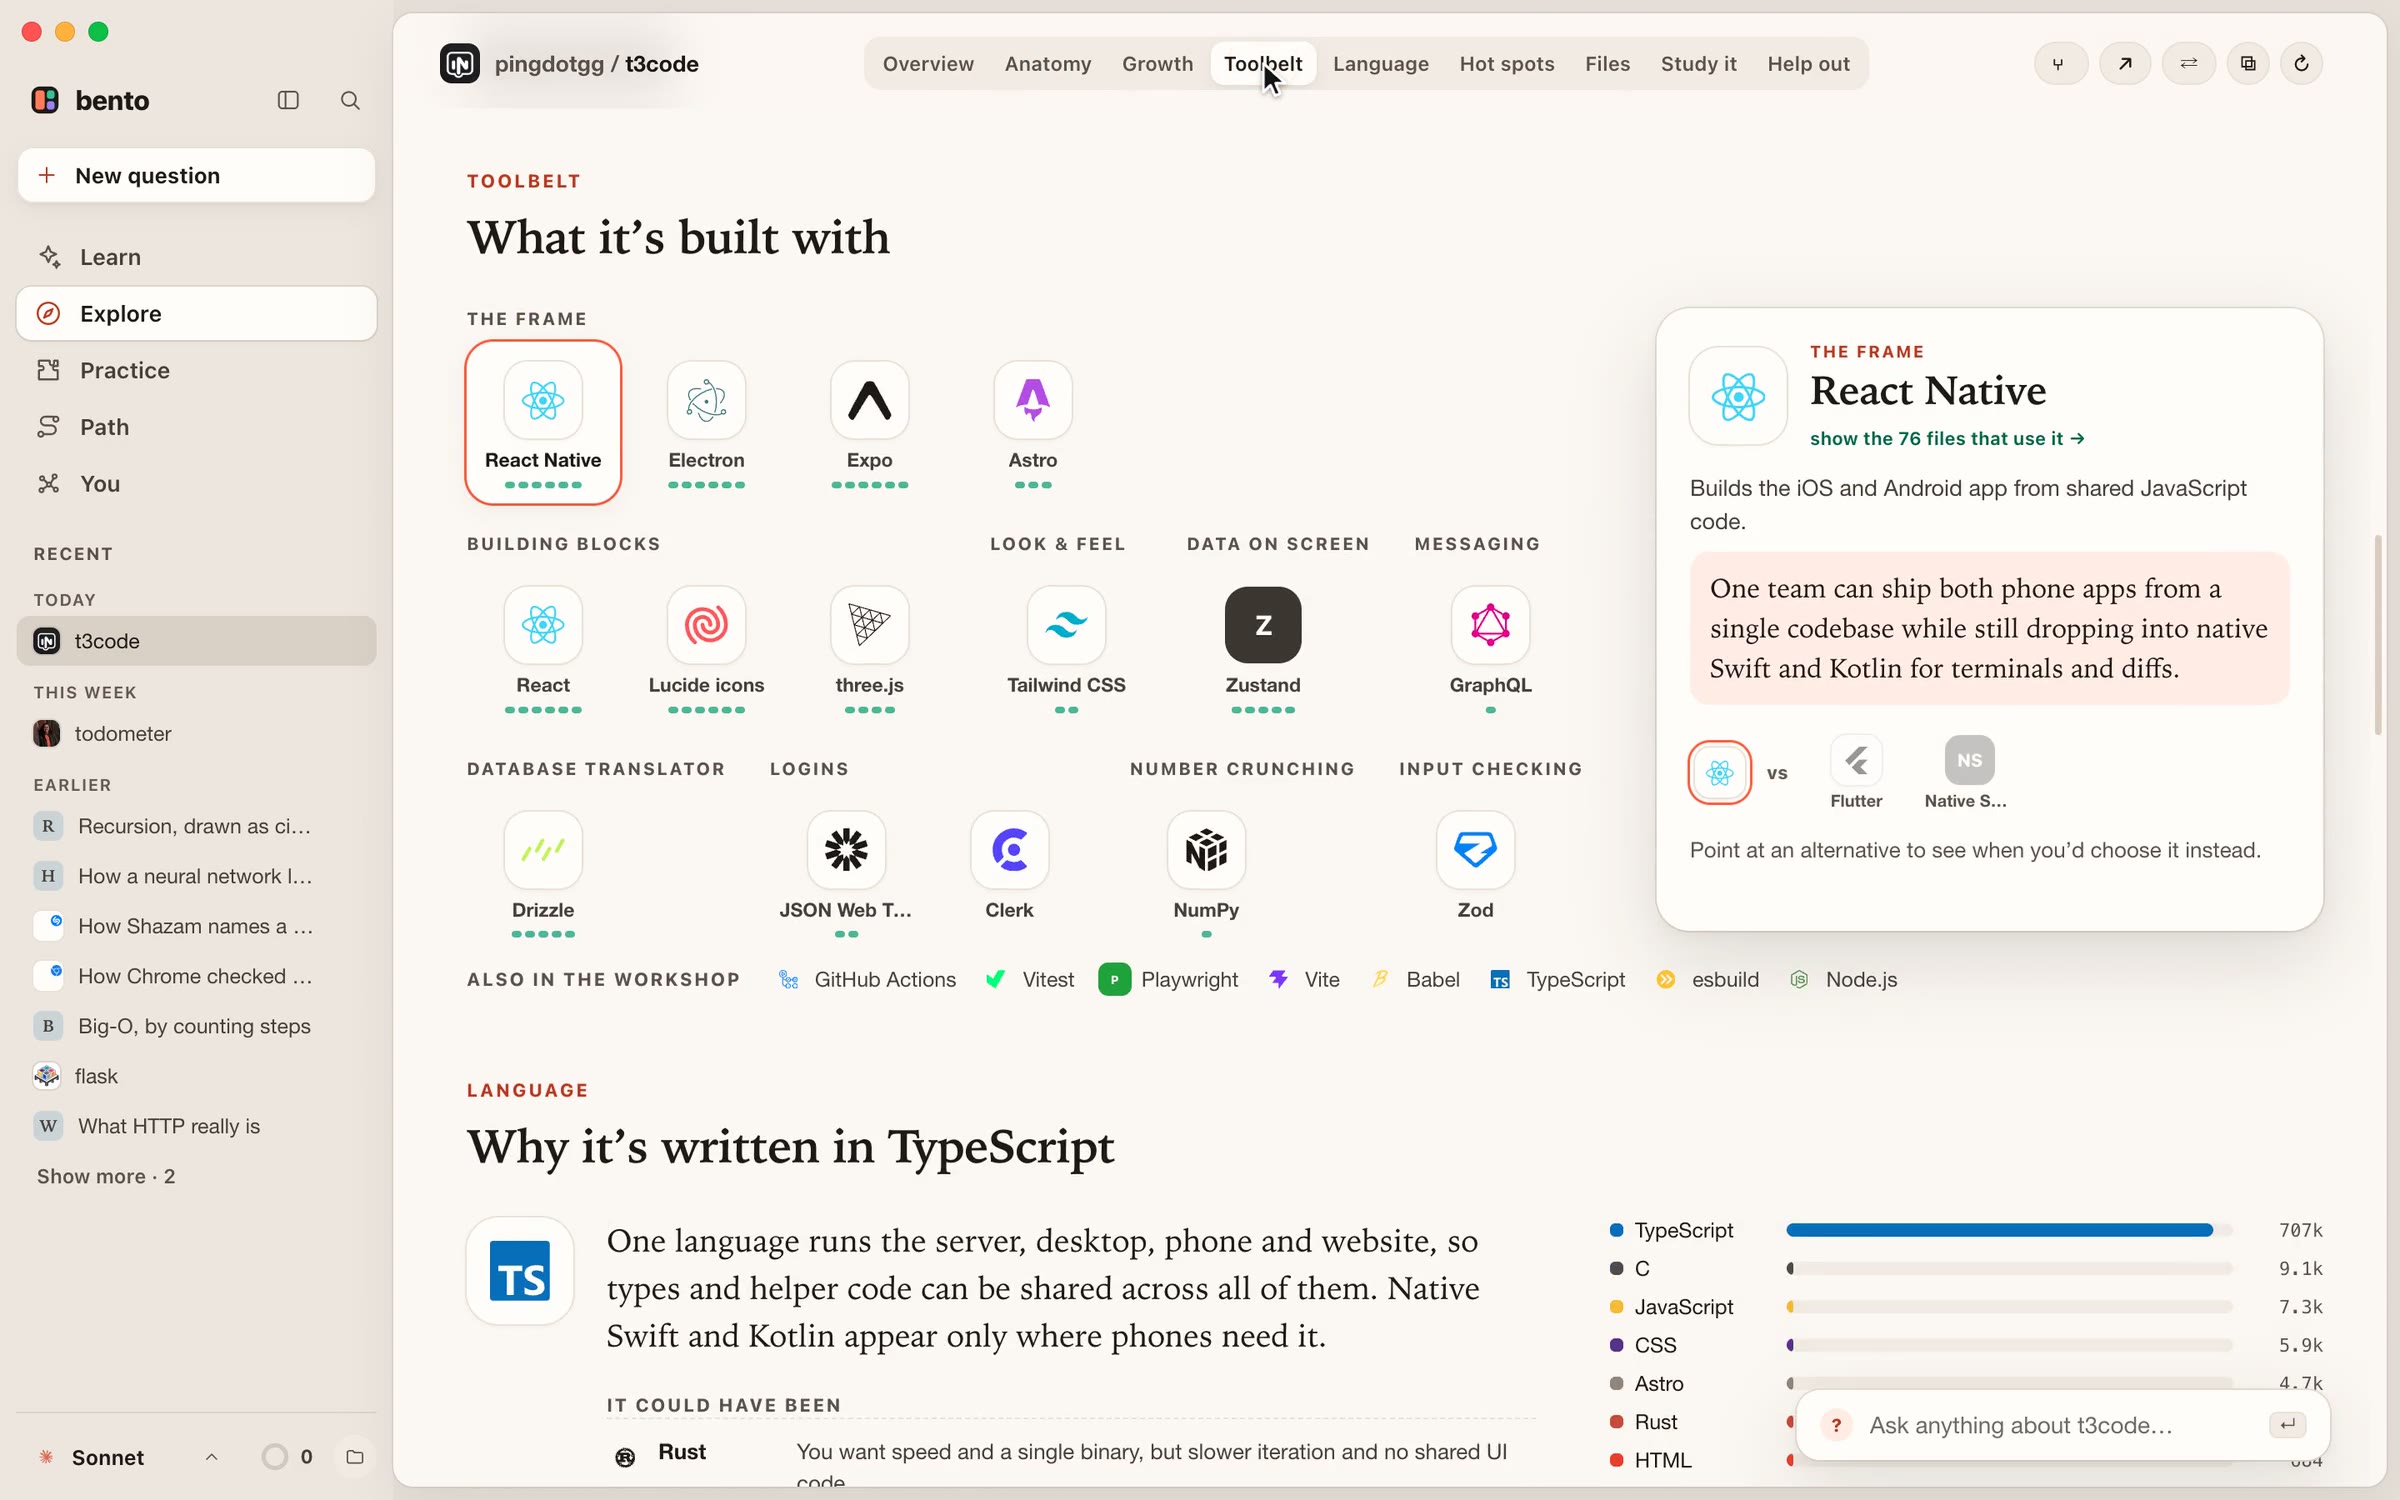 bento
New question
Learn
Explore
Practice
Path
You
RECENT
TODAY
t3code
THIS WEEK
todometer
EARLIER
R Recursion, drawn as ci...
H How a neural network l...
How Shazam names a ...
How Chrome checked ...
B Big-O, by counting steps
flask
W What HTTP really is
Show more · 2
Sonnet 0
pingdotgg / t3code
Overview Anatomy Growth Toolbelt Language Hot spots Files Study it Help out
TOOLBELT
What it’s built with
THE FRAME
React Native Electron Expo Astro
BUILDING BLOCKS LOOK & FEEL DATA ON SCREEN MESSAGING
Z
React Lucide icons three.js Tailwind CSS Zustand GraphQL
DATABASE TRANSLATOR LOGINS NUMBER CRUNCHING INPUT CHECKING
Drizzle JSON Web T... Clerk NumPy Zod
THE FRAME
React Native
show the 76 files that use it →
Builds the iOS and Android app from shared JavaScript
code.
One team can ship both phone apps from a
single codebase while still dropping into native
Swift and Kotlin for terminals and diffs.
vs NS
Flutter Native S...
Point at an alternative to see when you’d choose it instead.
ALSO IN THE WORKSHOP GitHub Actions Vitest P Playwright Vite Babel TS TypeScript esbuild Node.js
LANGUAGE
Why it’s written in TypeScript
TS
One language runs the server, desktop, phone and website, so
types and helper code can be shared across all of them. Native
Swift and Kotlin appear only where phones need it.
IT COULD HAVE BEEN
Rust You want speed and a single binary, but slower iteration and no shared UI
code
TypeScript 707k
C 9.1k
JavaScript 7.3k
CSS 5.9k
Astro 4.7k
Rust
HTML
? Ask anything about t3code...